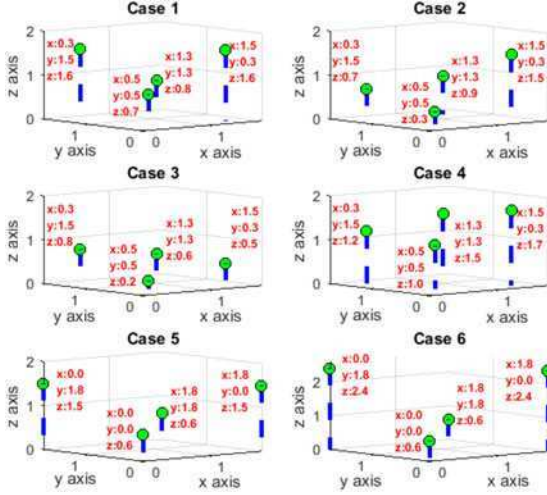 Case 1
z axis
2
1
0
x:0.3
y:1.5
z:1.6
x:0.5
y:0.5
z:0.7
x:1.3
y:1.3
z:0.8
x:1.5
y:0.3
z:1.6
1
0 0
1
y axis
x axis
Case 2
z axis
2
1
0
x:0.3
y:1.5
z:0.7
x:0.5
y:0.5
z:0.3
x:1.3
y:1.3
z:0.9
x:1.5
y:0.3
z:1.5
1
0 0
1
y axis
x axis
Case 3
z axis
2
1
0
x:0.3
y:1.5
z:0.8
x:0.5
y:0.5
z:0.2
x:1.3
y:1.3
z:0.6
x:1.5
y:0.3
z:0.5
1
0 0
1
y axis
x axis
Case 4
z axis
2
1
0
x:0.3
y:1.5
z:1.2
x:0.5
y:0.5
z:1.0
x:1.3
y:1.3
z:1.5
x:1.5
y:0.3
z:1.7
1
0 0
1
y axis
x axis
Case 5
z axis
2
1
0
x:0.0
y:1.8
z:1.5
x:0.0
y:0.0
z:0.6
x:1.8
y:1.8
z:0.6
x:1.8
y:0.0
z:1.5
1
0 0
1
y axis
x axis
Case 6
z axis
2
1
0
x:0.0
y:1.8
z:2.4
x:0.0
y:0.0
z:0.6
x:1.8
y:1.8
z:0.6
x:1.8
y:0.0
z:2.4
1
0 0
1
y axis
x axis